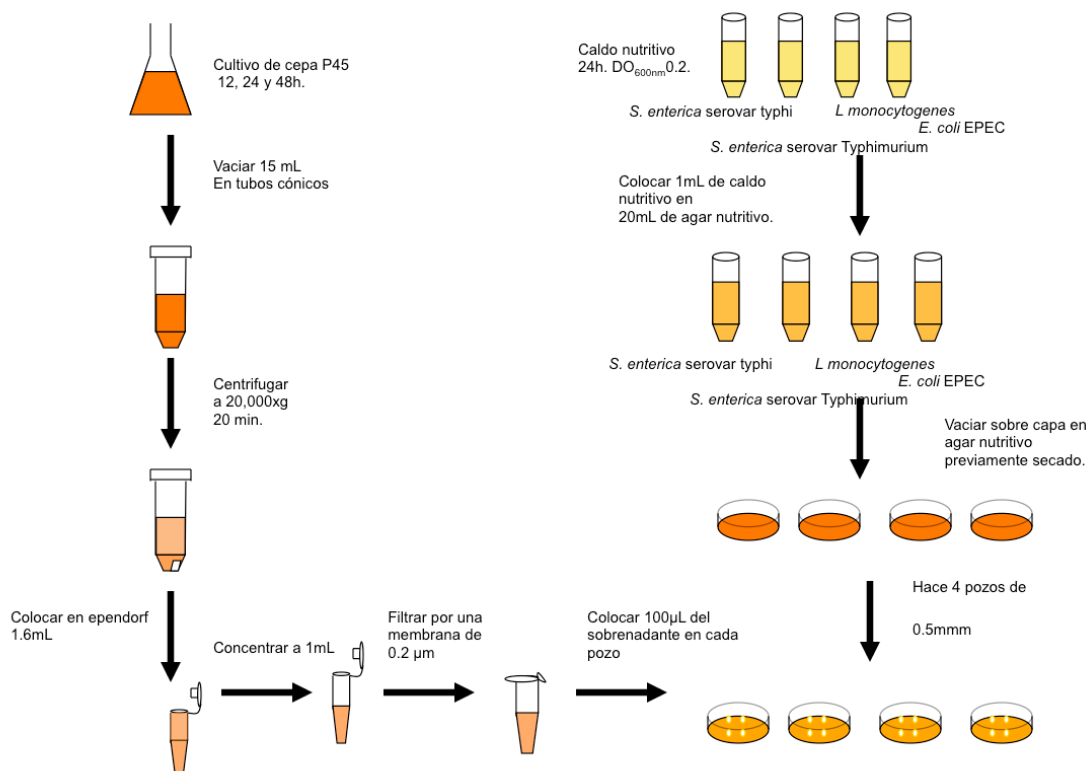 Cultivo de cepa P45
12, 24 y 48h.
Vaciar 15 mL
En tubos cónicos
Centrifugar
a 20,000xg
20 min.
Colocar en ependorf
1.6mL
Concentrar a 1mL
Filtrar por una
membrana de
0.2 µm
Colocar 100µL del
sobrenadante en cada
pozo
Caldo nutritivo
24h. DO600nm0.2.
S. enterica serovar typhi
L monocytogenes
E. coli EPEC
S. enterica serovar Typhimurium
Colocar 1mL de caldo
nutritivo en
20mL de agar nutritivo.
S. enterica serovar typhi
L monocytogenes
E. coli EPEC
S. enterica serovar Typhimurium
Vaciar sobre capa en
agar nutritivo
previamente secado.
Hace 4 pozos de
0.5mmm